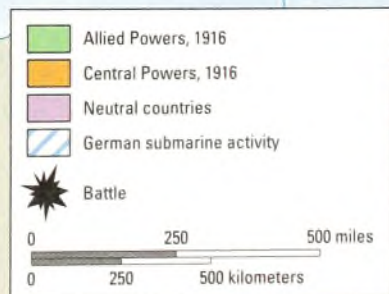 Allied Powers, 1916
Central Powers, 1916
Neutral countries
German submarine activity
Battle
0 250 500 miles
0 250 500 kilometers